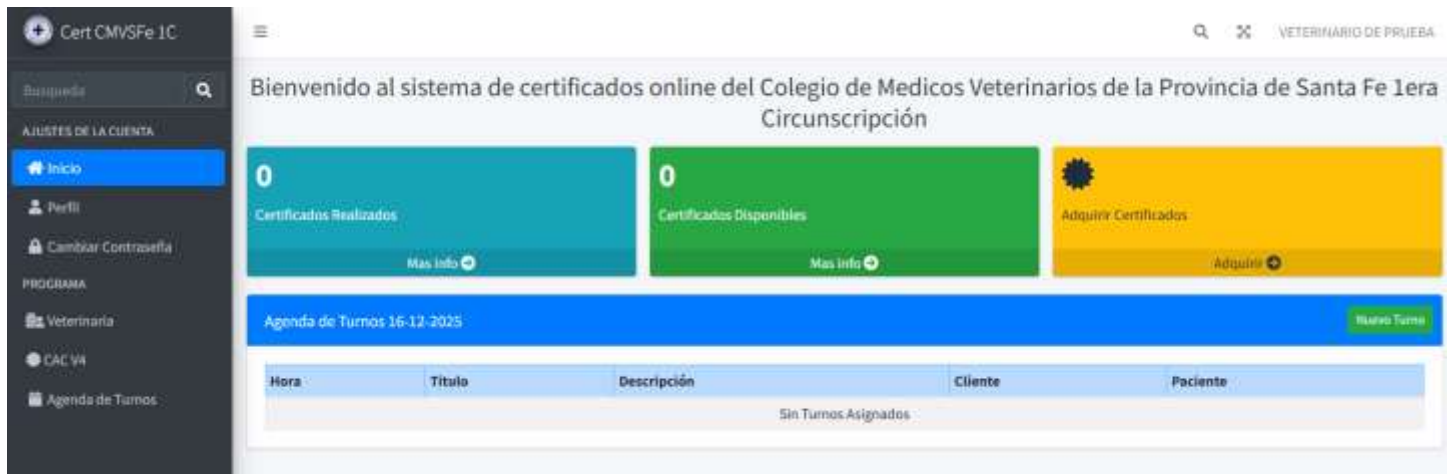 Cert CMVSFe 1C
VETERINARIO DE PRUEBA
Busqueda
AJUSTES DE LA CUENTA
Inicio
Perfil
Cambiar Contraseña
PROGRAMA
Veterinaria
CAC V4
Agenda de Turnos
Bienvenido al sistema de certificados online del Colegio de Medicos Veterinarios de la Provincia de Santa Fe 1era
Circunscripción
0
Certificados Realizados
Mas info
0
Certificados Disponibles
Mas info
Adquirir Certificados
Adquirir
Agenda de Turnos 16-12-2025
Nuevo Turno
Hora Título Descripción Cliente Paciente
Sin Turnos Asignados